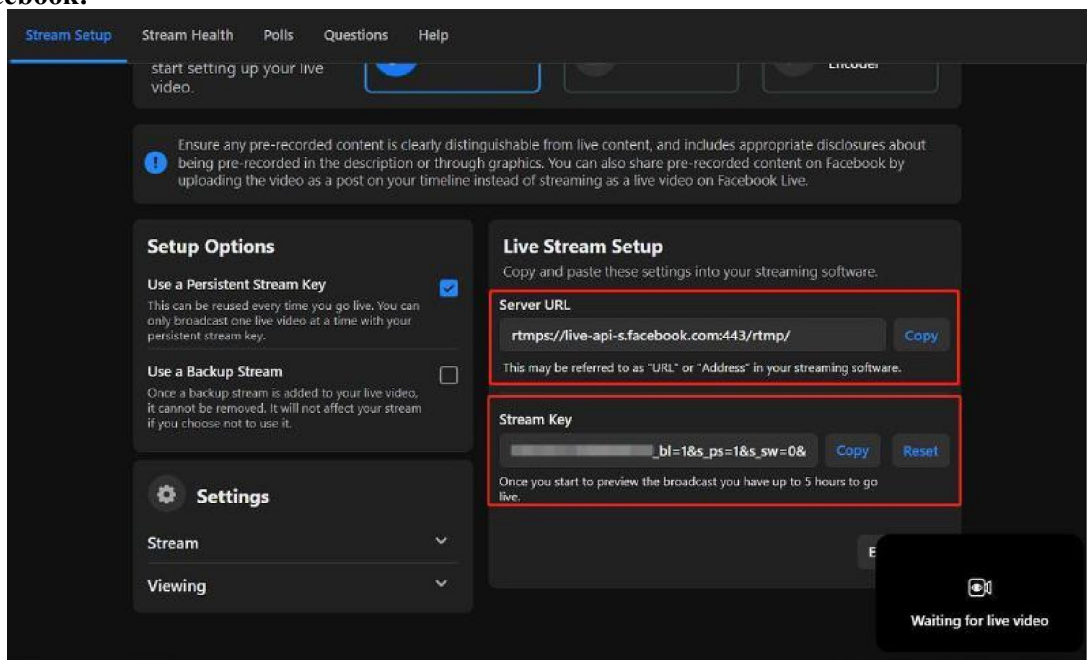 Stream Setup Stream Health Polls Questions Help
start setting up your live
video.
Encoder
Ensure any pre-recorded content is clearly distinguishable from live content, and includes appropriate disclosures about
being pre-recorded in the description or through graphics. You can also share pre-recorded content on Facebook by
uploading the video as a post on your timeline instead of streaming as a live video on Facebook Live.
Setup Options
Use a Persistent Stream Key
This can be reused every time you go live. You can
only broadcast one live video at a time with your
persistent stream key.
Use a Backup Stream
Once a backup stream is added to your live video,
it cannot be removed. It will not affect your stream
if you choose not to use it.
Settings
Stream
Viewing
Live Stream Setup
Copy and paste these settings into your streaming software.
Server URL
rtmps://live-api-s.facebook.com:443/rtmp/ Copy
This may be referred to as "URL" or "Address" in your streaming software.
Stream Key
_bl=1&s_ps=1&s_sw=0& Copy Reset
Once you start to preview the broadcast you have up to 5 hours to go
live.
Waiting for live video